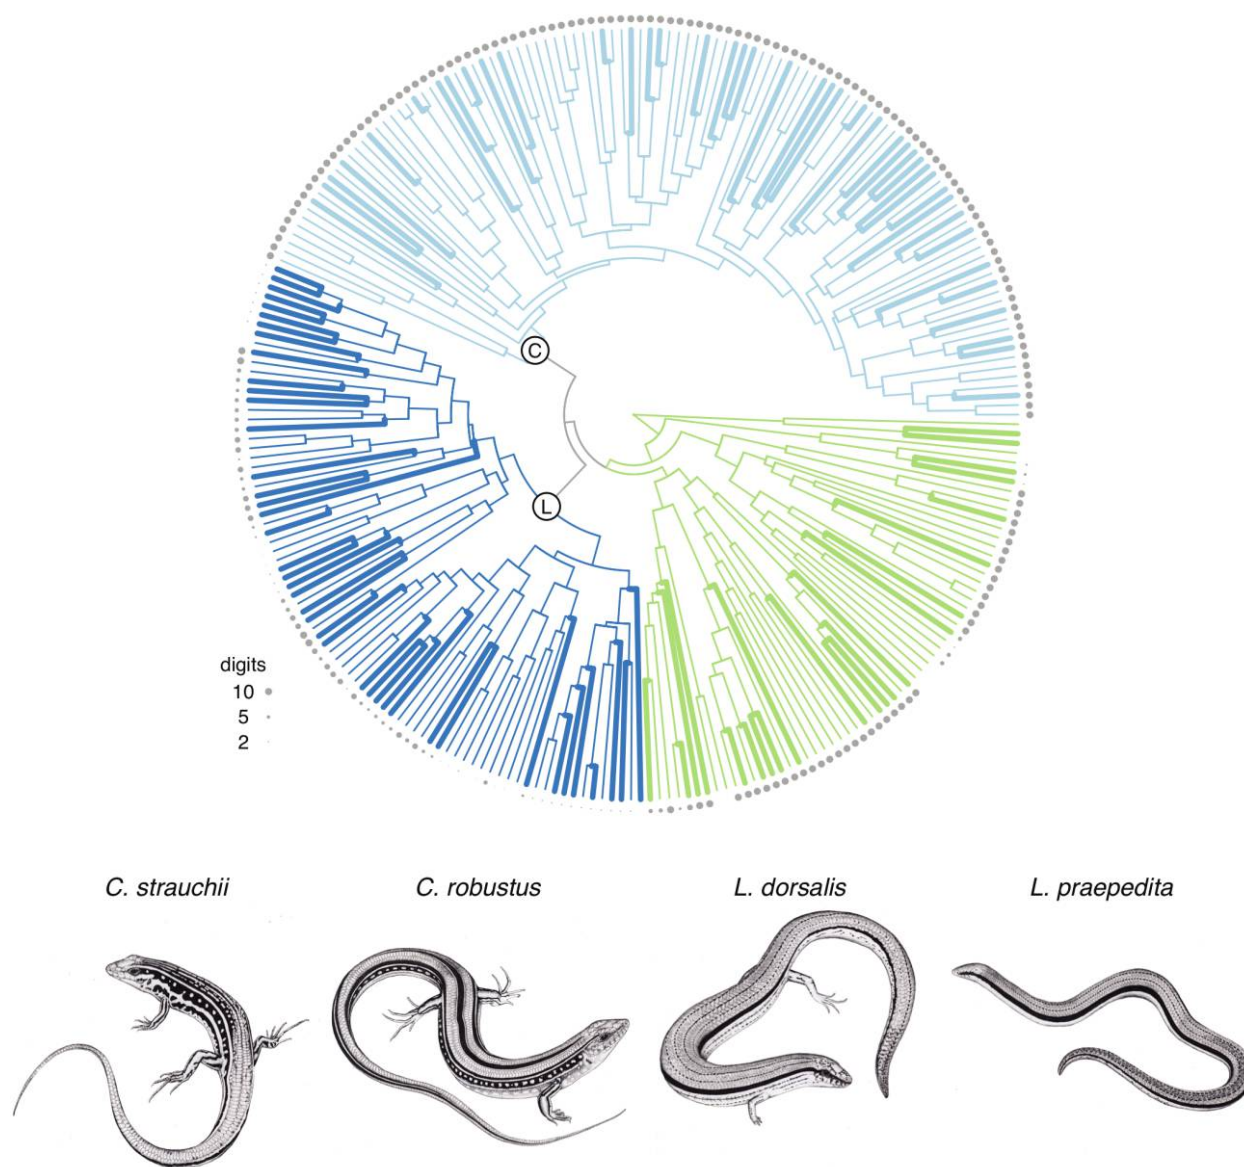 C
L
digits
10
5
2
C. strauchii
C. robustus
L. dorsalis
L. praepedita